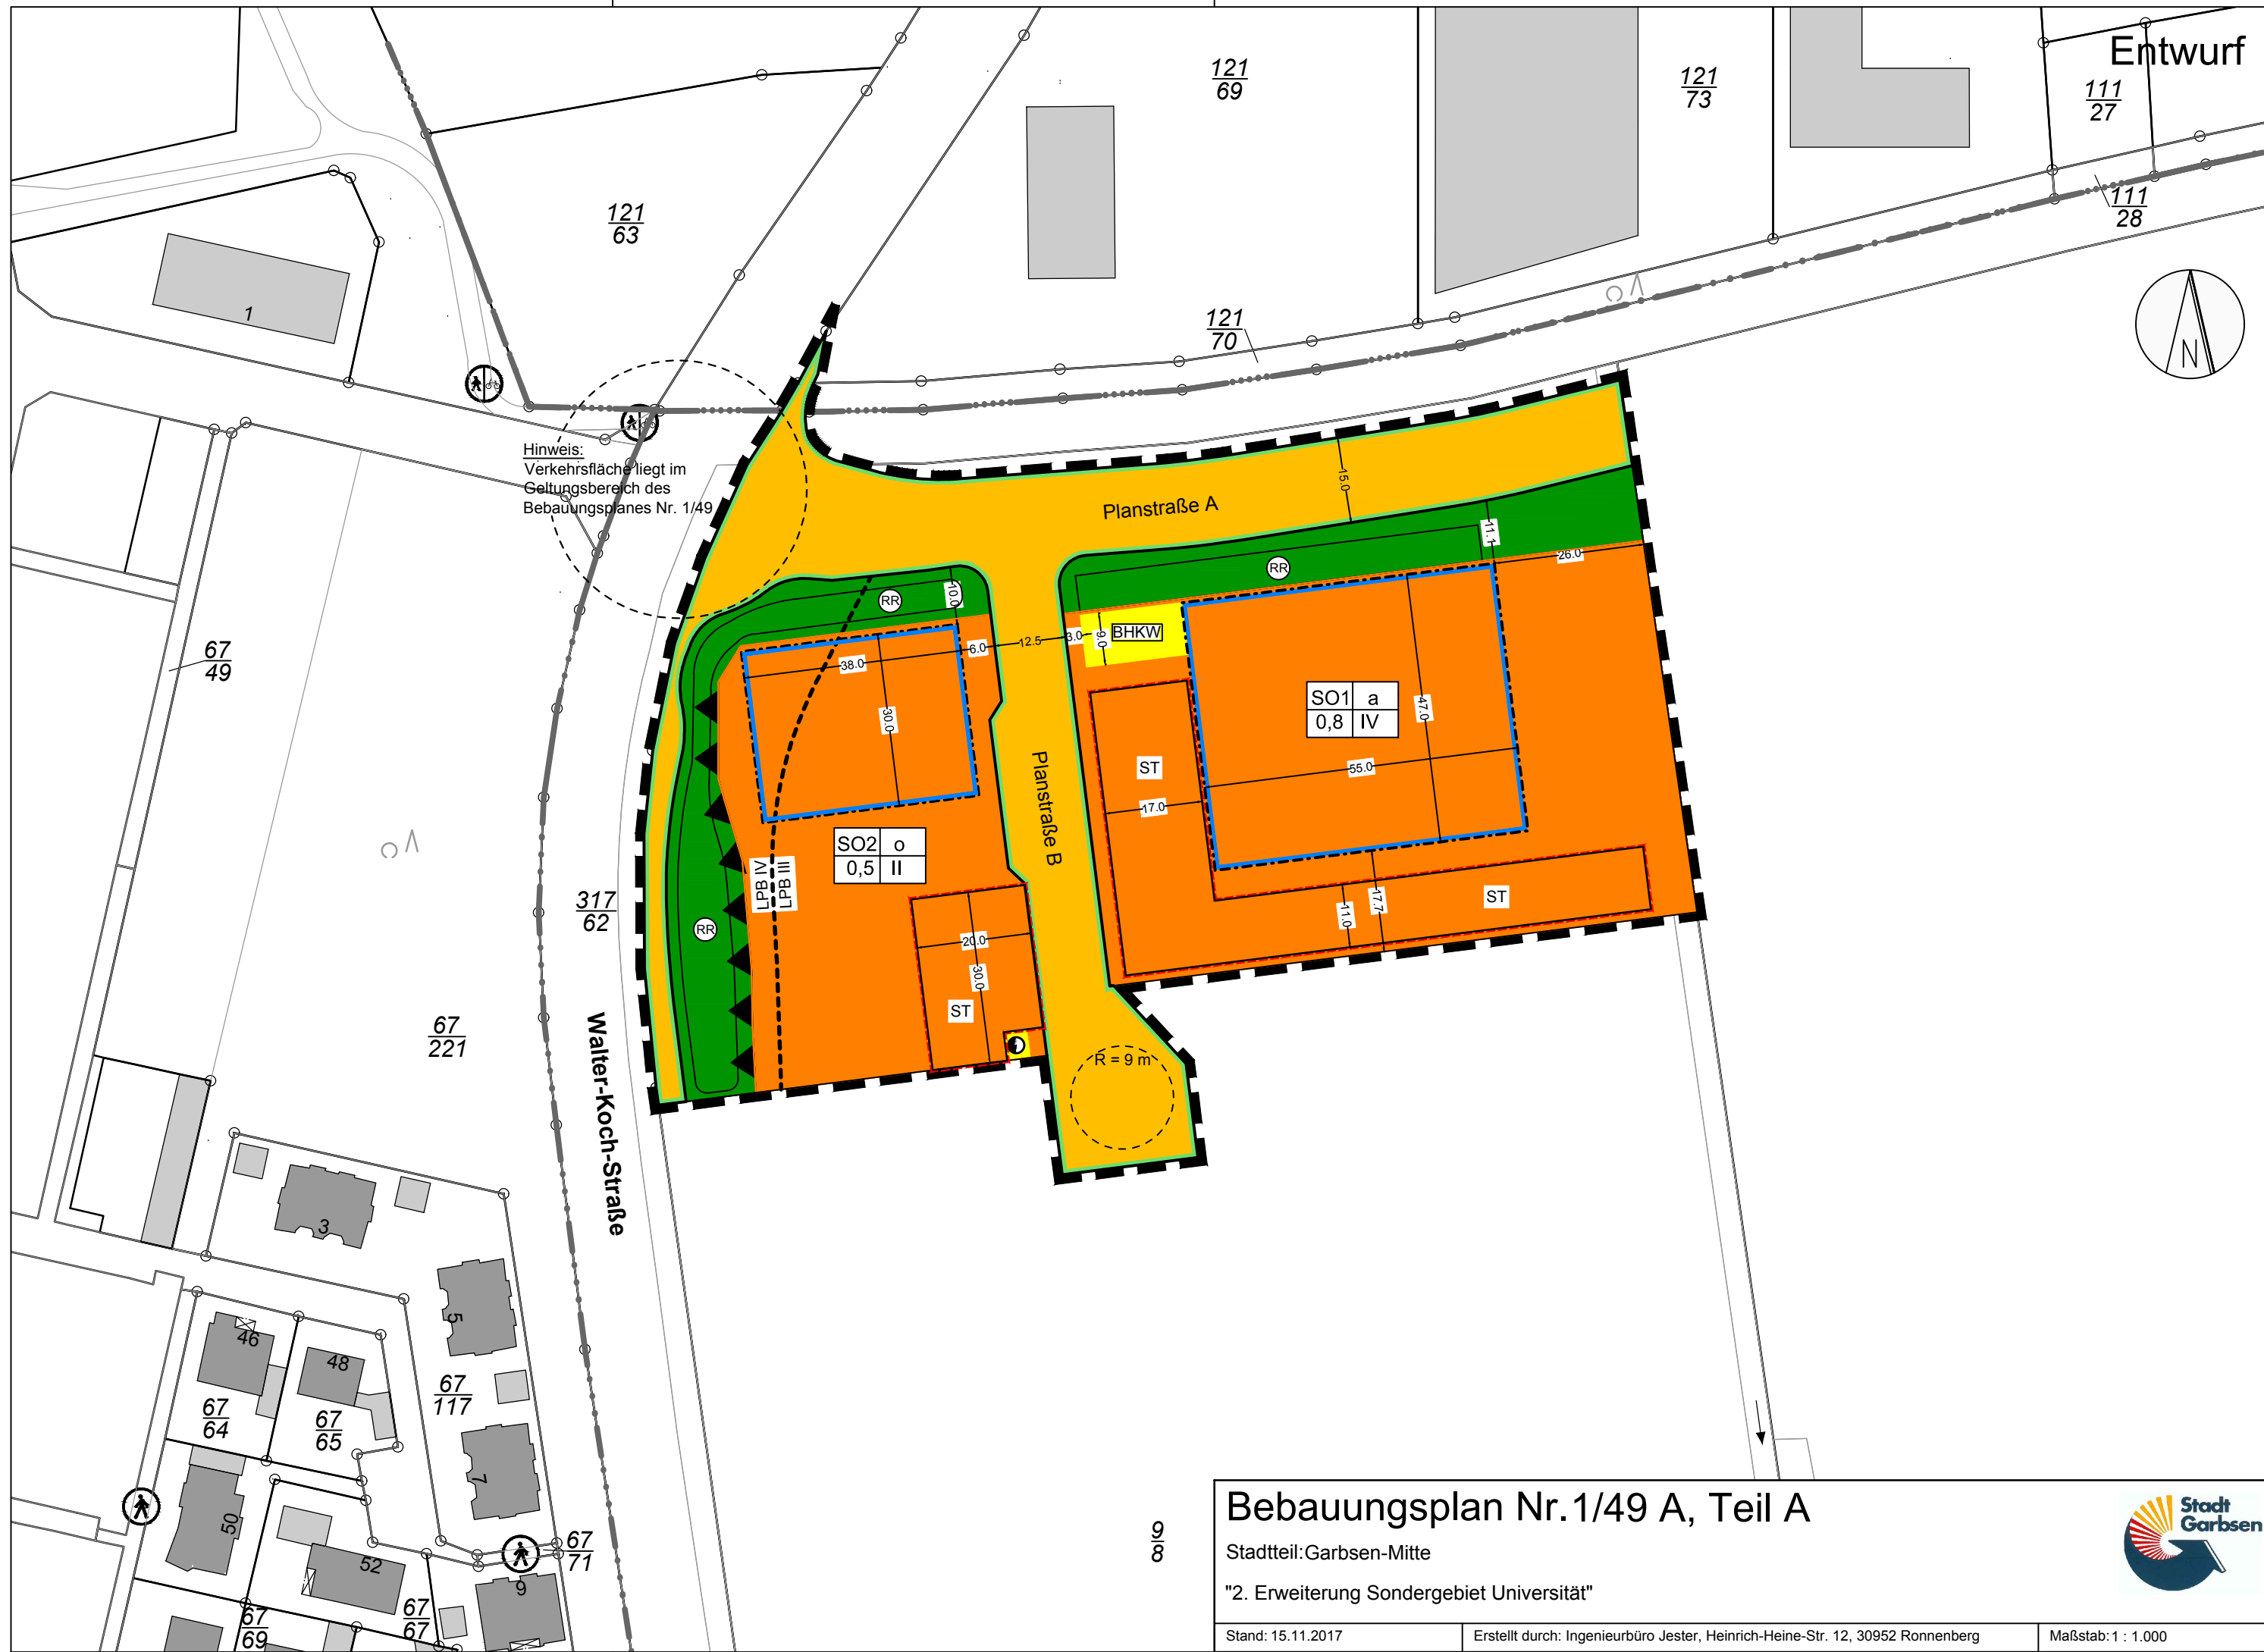 Entwurf
121
69
121
73
111
27
121
63
111
28
1
121
70
N
Hinweis:
Verkehrsfläche liegt im
Geltungsbereich des
Bebauungsplanes Nr. 1/49
Planstraße A
15.0
11.1
26.0
RR
RR
10.0
6.0
12.5
3.0
9.0
BHKW
38.0
30.0
67
49
SO1 a
0,8 IV
47.0
55.0
ST
17.0
Planstraße B
SO2 o
0,5 II
LPB IV
LPB III
317
62
RR
20.0
30.0
ST
11.0
17.7
ST
67
221
R = 9 m
Walter-Koch-Straße
3
5
46
48
67
117
67
64
67
65
7
50
52
67
71
9
67
69
67
67
9
8
Bebauungsplan Nr.1/49 A, Teil A
Stadtteil:Garbsen-Mitte
"2. Erweiterung Sondergebiet Universität"
Stadt
Garbsen
Stand: 15.11.2017
Erstellt durch: Ingenieurbüro Jester, Heinrich-Heine-Str. 12, 30952 Ronnenberg
Maßstab:1 : 1.000